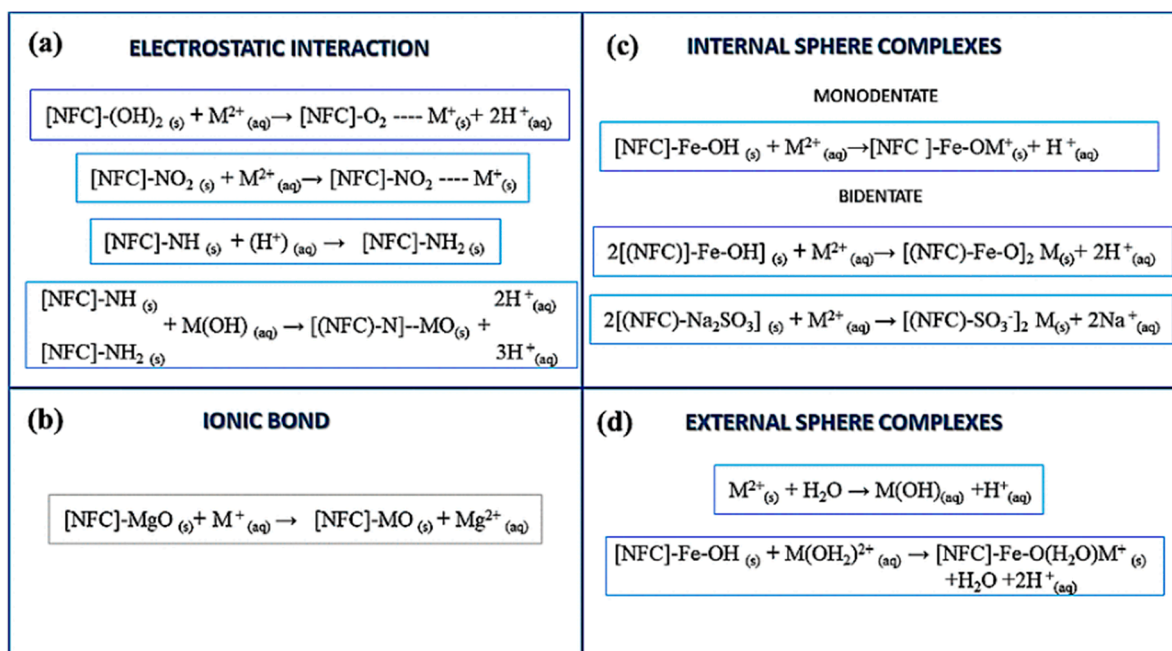 (a) ELECTROSTATIC INTERACTION
[NFC]-(OH)₂ (s) + M²⁺(aq) → [NFC]-O₂ ---- M⁺(s) + 2H⁺(aq)
[NFC]-NO₂ (s) + M²⁺(aq) → [NFC]-NO₂ ---- M⁺(s)
[NFC]-NH (s) + (H⁺) (aq) → [NFC]-NH₂ (s)
[NFC]-NH (s) 2H⁺(aq)
+ M(OH) (aq) → [(NFC)-N]--MO(s) +
[NFC]-NH₂ (s) 3H⁺(aq)
(b) IONIC BOND
[NFC]-MgO (s) + M⁺(aq) → [NFC]-MO (s) + Mg²⁺(aq)
(c) INTERNAL SPHERE COMPLEXES
MONODENTATE
[NFC]-Fe-OH (s) + M²⁺(aq) → [NFC ]-Fe-OM⁺(s) + H⁺(aq)
BIDENTATE
2[(NFC)]-Fe-OH] (s) + M²⁺(aq) → [(NFC)-Fe-O]₂ M(s) + 2H⁺(aq)
2[(NFC)-Na₂SO₃] (s) + M²⁺(aq) → [(NFC)-SO₃⁻]₂ M(s) + 2Na⁺(aq)
(d) EXTERNAL SPHERE COMPLEXES
M²⁺(s) + H₂O → M(OH)(aq) +H⁺(aq)
[NFC]-Fe-OH (s) + M(OH₂)²⁺ (aq) → [NFC]-Fe-O(H₂O)M⁺ (s)
+H₂O +2H⁺(aq)